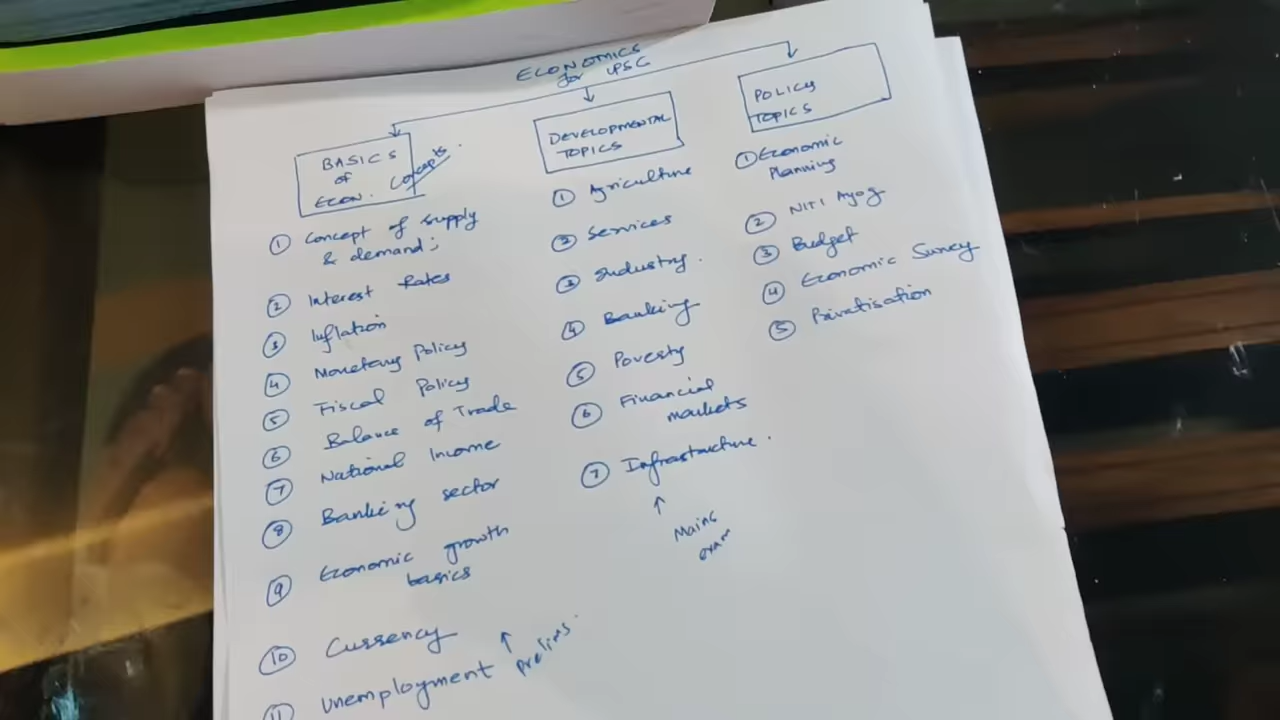 ECONOMICS
for UPSC
BASICS
of
ECON. Concepts.
① Concept of supply
& demand;
② Interest Rates
③ Inflation
④ Monetary Policy
⑤ Fiscal Policy
⑥ Balance of Trade
⑦ National Income
⑧ Banking sector
⑨ Economic growth
basics
⑩ Currency
⑪ Unemployment
↑
prelims.
DEVELOPMENTAL
TOPICS
① Agriculture
② Services
③ Industry.
④ Banking
⑤ Poverty
⑥ Financial
markets
⑦ Infrastructure.
↑
Mains
exam
POLICY
TOPICS
① Economic
Planning
② NITI Ayog
③ Budget
④ Economic Survey
⑤ Privatisation